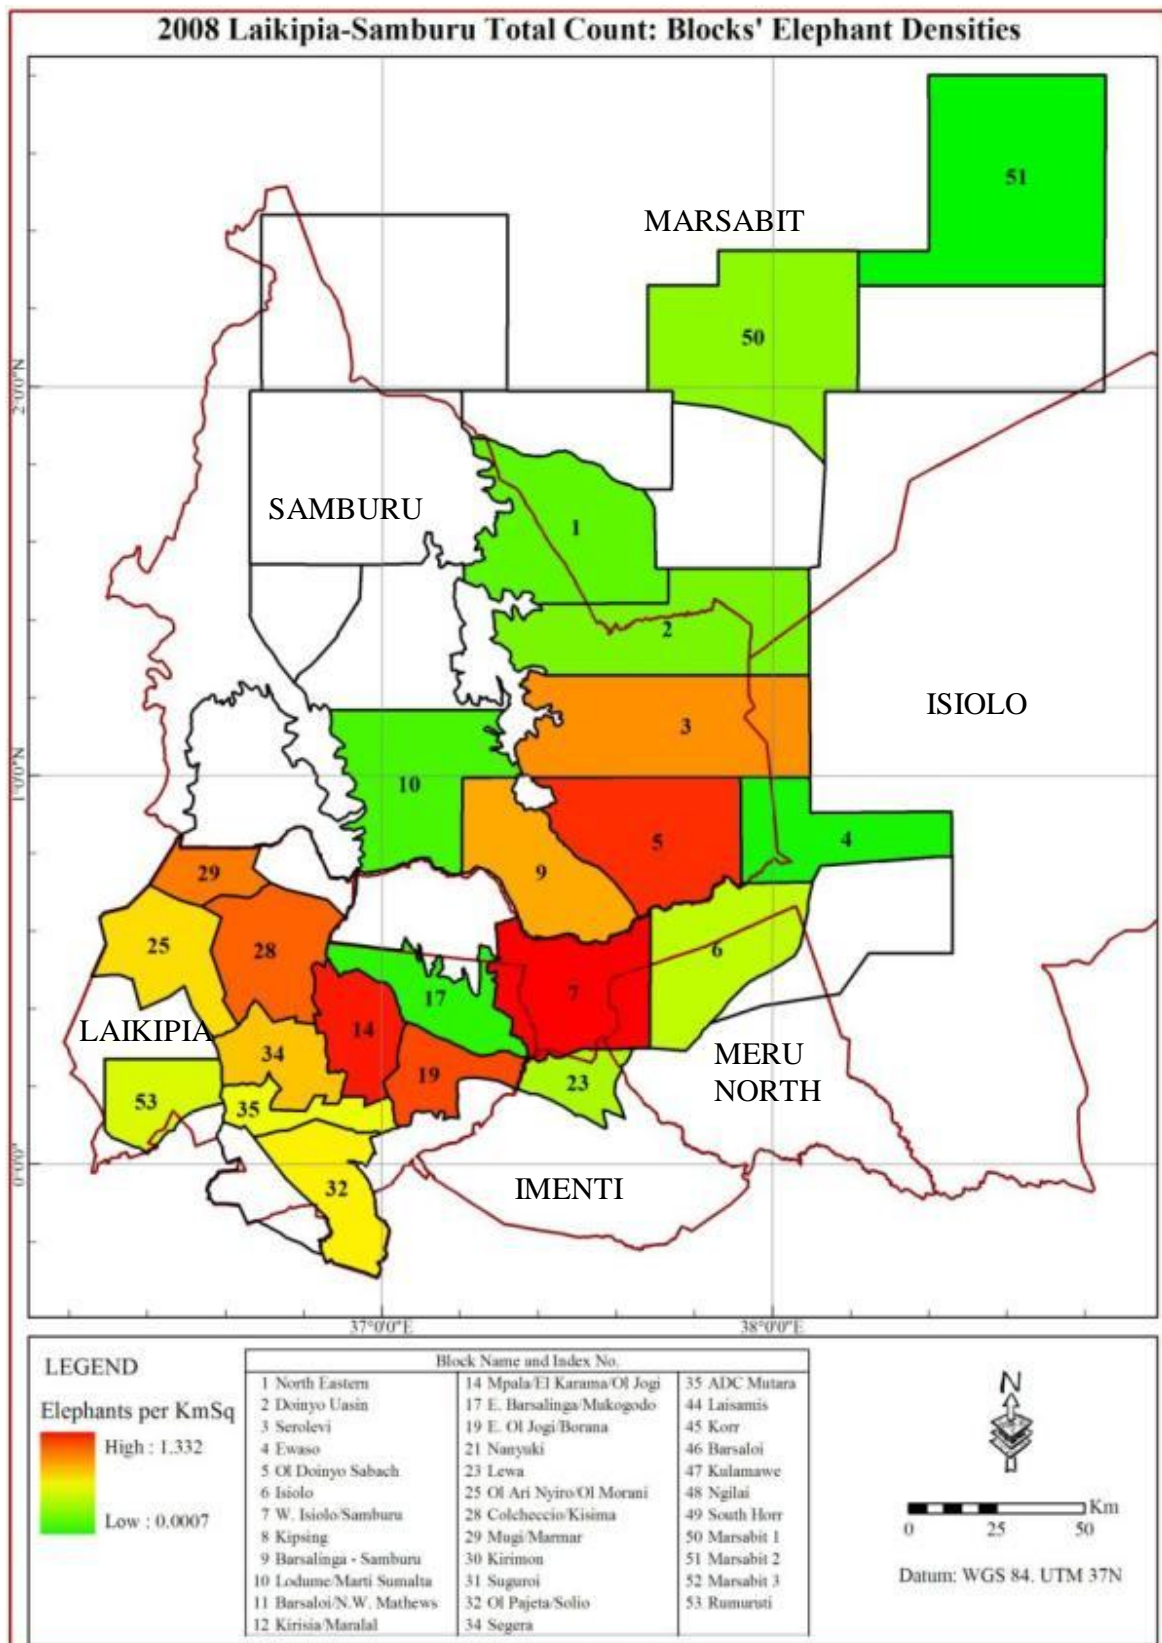 2008 Laikipia-Samburu Total Count: Blocks' Elephant Densities
51
MARSABIT
50
2°0'0"N
SAMBURU
1
2
ISIOLO
3
1°0'0"N
10
5
4
9
29
25
28
6
17
7
14
LAIKIPIA
34
MERU
NORTH
19
23
53
35
0°0'0"
32
IMENTI
37°0'0"E
38°0'0"E
LEGEND
Elephants per KmSq
High : 1.332
Low : 0.0007
Block Name and Index No.
1 North Eastern
2 Doinyo Uasin
3 Serolevi
4 Ewaso
5 Ol Doinyo Sabach
6 Isiolo
7 W. Isiolo/Samburu
8 Kipsing
9 Barsalinga - Samburu
10 Lodume/Marti Sumalta
11 Barsaloi/N.W. Mathews
12 Kirisia/Maralal
14 Mpala/El Karama/Ol Jogi
17 E. Barsalinga/Mukogodo
19 E. Ol Jogi/Borana
21 Nanyuki
23 Lewa
25 Ol Ari Nyiro/Ol Morani
28 Colcheccio/Kisima
29 Mugi/Marmar
30 Kirimon
31 Suguroi
32 Ol Pajeta/Solio
34 Segera
35 ADC Mutara
44 Laisamis
45 Korr
46 Barsaloi
47 Kulamawe
48 Ngilai
49 South Horr
50 Marsabit 1
51 Marsabit 2
52 Marsabit 3
53 Rumuruti
N
Km
0 25 50
Datum: WGS 84. UTM 37N